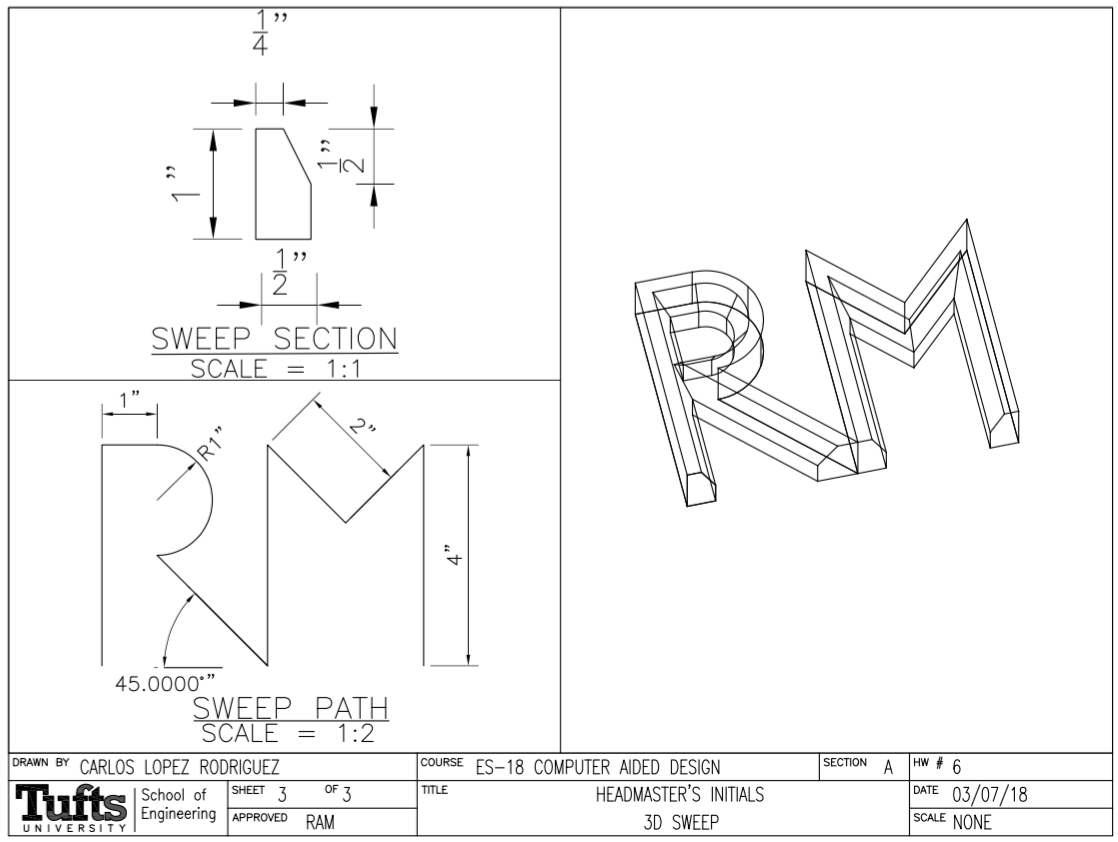 1/4”
1”
1/2”
1/2”
SWEEP SECTION
SCALE = 1:1
1”
R1”
2”
4”
45.0000°”
SWEEP PATH
SCALE = 1:2
DRAWN BY CARLOS LOPEZ RODRIGUEZ
COURSE ES-18 COMPUTER AIDED DESIGN
SECTION A
HW # 6
Tufts
UNIVERSITY
School of
Engineering
SHEET 3 OF 3
APPROVED RAM
TITLE HEADMASTER'S INITIALS
3D SWEEP
DATE 03/07/18
SCALE NONE